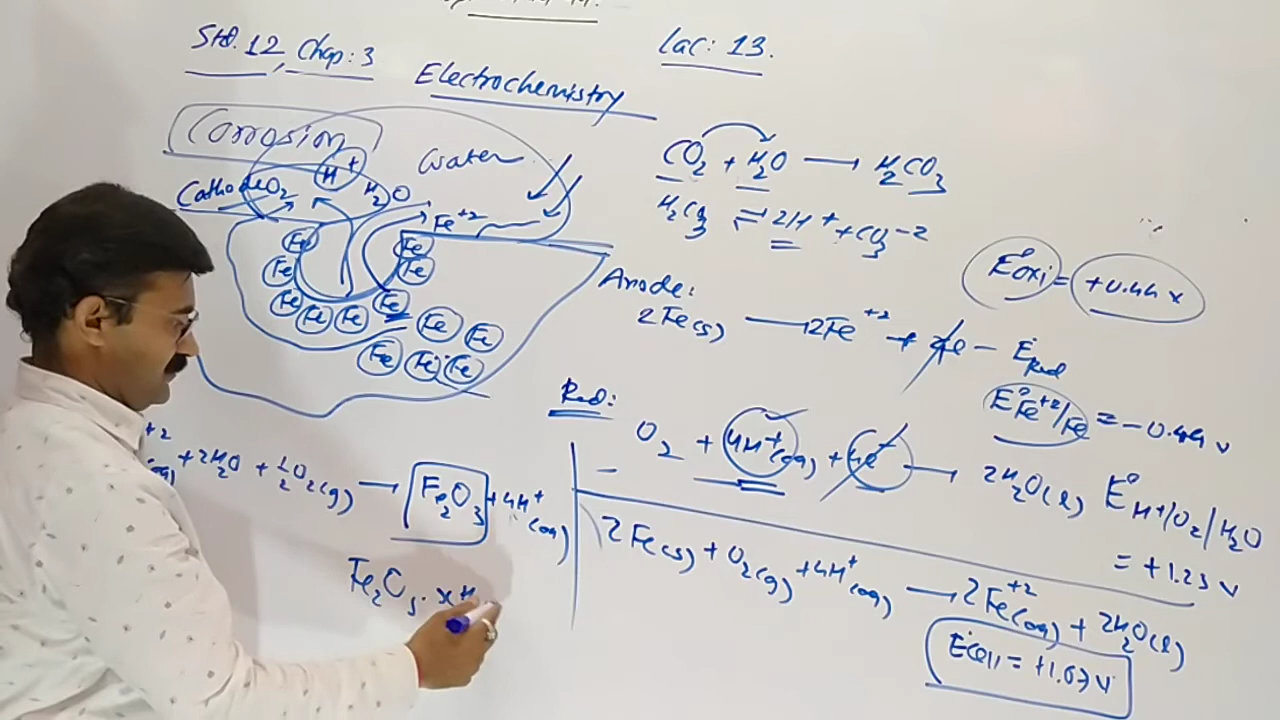 Std. 12, Chap: 3
Lac: 13.
Electrochemistry
Corrosion
Water
H+
Cathode O2
H2O
Fe+2
Fe Fe
Fe Fe
Fe Fe Fe Fe Fe Fe
Fe Fe Fe
CO2 + H2O → H2CO3
H2CO3 ⇌ 2H+ + CO3-2
E°oxi = +0.44 v
Anode:
2Fe(s) → 2Fe+2 + 4e - E°Red
E°Fe+2/Fe = -0.44 v
Red:
O2 + 4H+(aq) + 4e- → 2H2O(l) E°H+/O2/H2O
= +1.23 v
+2(aq) + 2H2O + 1/2 O2(g) → Fe2O3 + 4H+(aq)
Fe2O3. xH
2Fe(s) + O2(g) + 4H+(aq) → 2Fe+2(aq) + 2H2O(l)
E°cell = +1.67 v